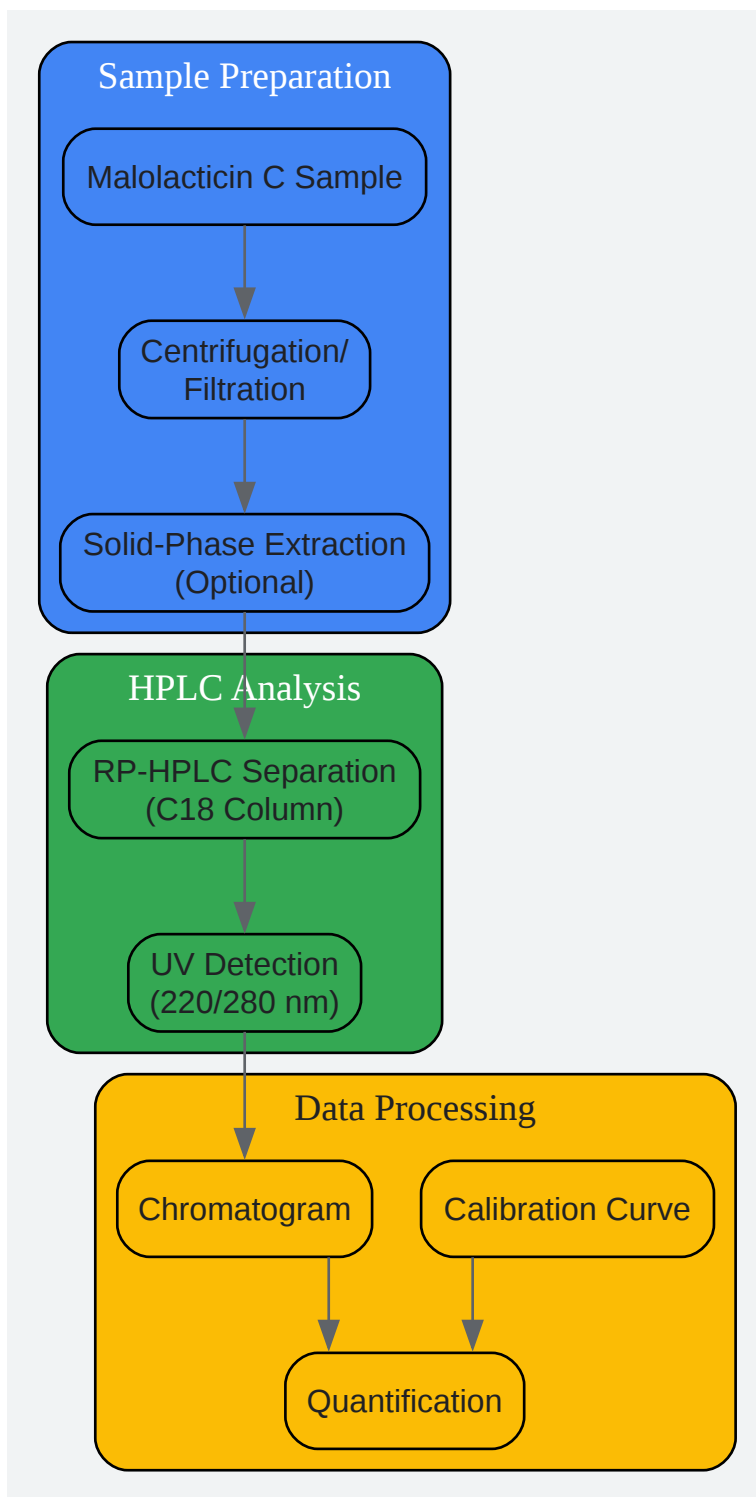 Sample Preparation
Malolacticin C Sample
Centrifugation/
Filtration
Solid-Phase Extraction
(Optional)
HPLC Analysis
RP-HPLC Separation
(C18 Column)
UV Detection
(220/280 nm)
Data Processing
Chromatogram
Calibration Curve
Quantification